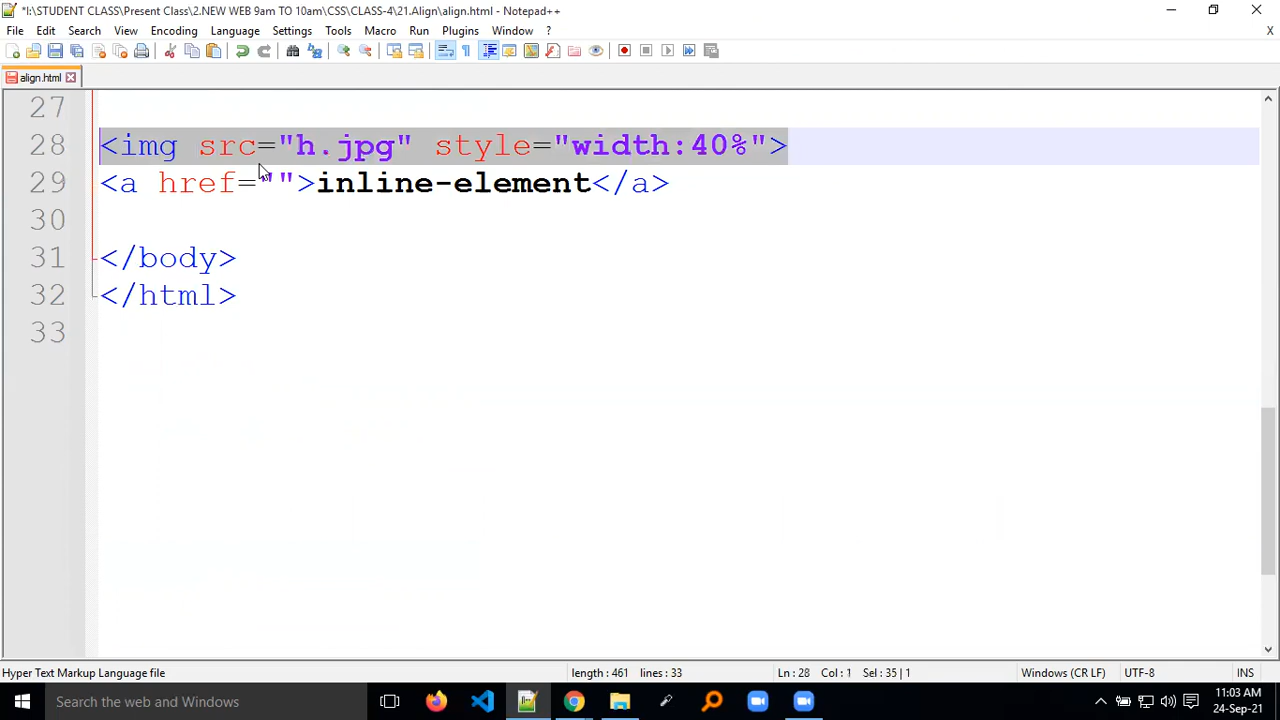 *I:\STUDENT CLASS\Present Class\2.NEW WEB 9am TO 10am\CSS\CLASS-4\21.Align\align.html - Notepad++
File Edit Search View Encoding Language Settings Tools Macro Run Plugins Window ? X
align.html
27
28 <img src="h.jpg" style="width:40%">
29 <a href="">inline-element</a>
30
31 </body>
32 </html>
33
Hyper Text Markup Language file length : 461 lines : 33 Ln : 28 Col : 1 Sel : 35 | 1 Windows (CR LF) UTF-8 INS
Search the web and Windows
11:03 AM
24-Sep-21